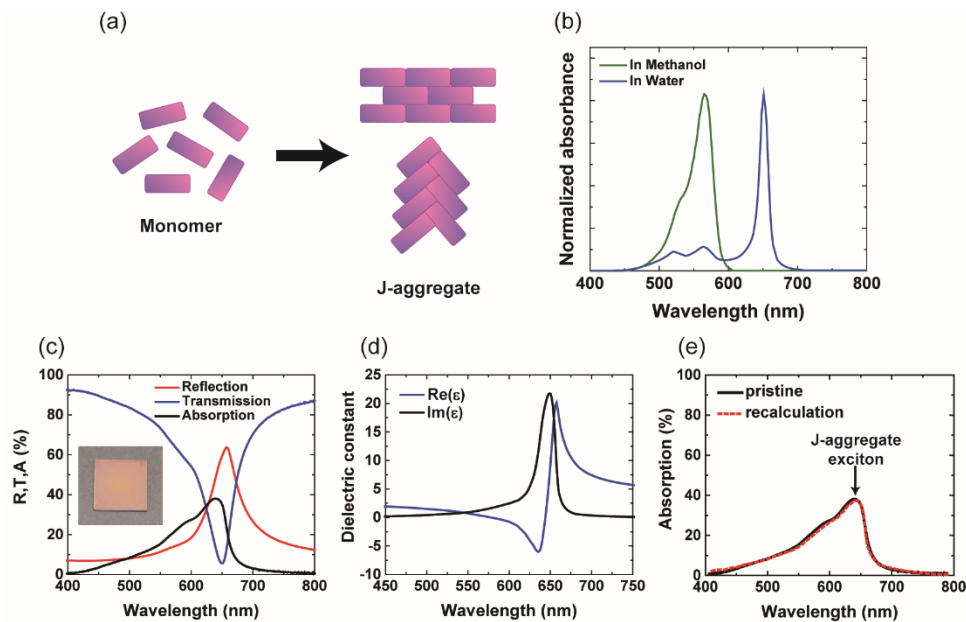 (a)
Monomer
J-aggregate
(b)
In Methanol
In Water
Normalized absorbance
400 500 600 700 800
Wavelength (nm)
(c)
Reflection
Transmission
Absorption
R,T,A (%)
100
80
60
40
20
0
400 500 600 700 800
Wavelength (nm)
(d)
Re(ε)
Im(ε)
Dielectric constant
25
20
15
10
5
0
-5
-10
450 500 550 600 650 700 750
Wavelength (nm)
(e)
pristine
recalculation
J-aggregate
exciton
Absorption (%)
100
80
60
40
20
0
400 500 600 700 800
Wavelength (nm)